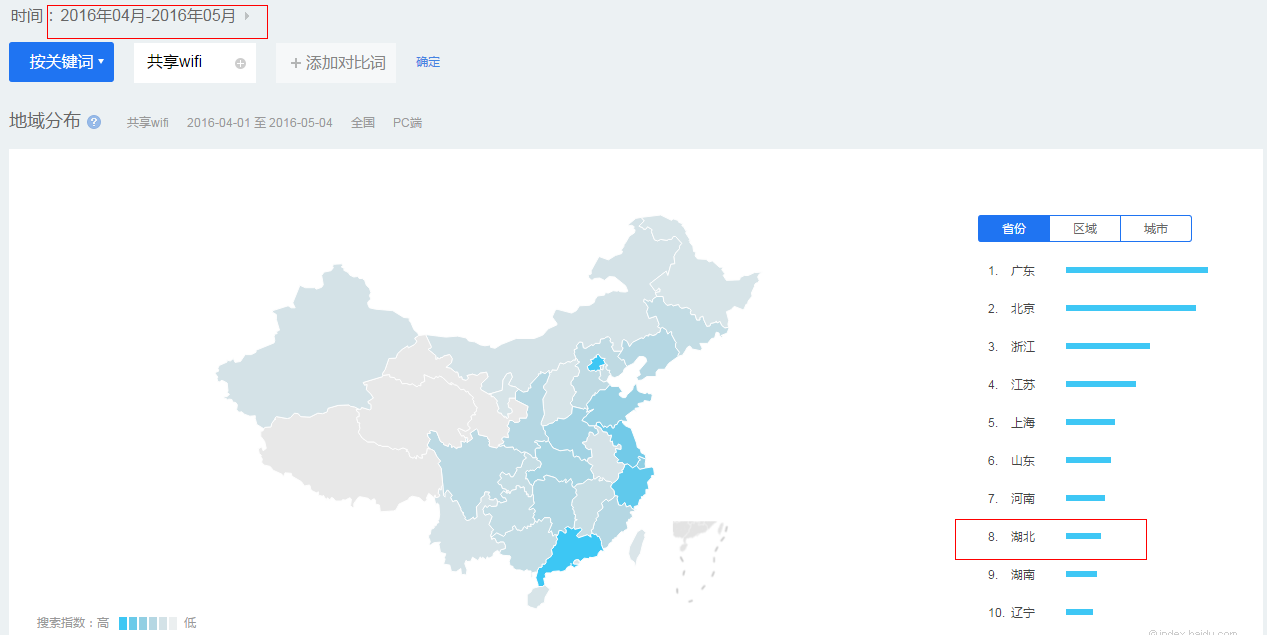 时间：2016年04月-2016年05月
按关键词 共享wifi 添加对比词 确定
地域分布 ? 共享wifi 2016-04-01 至 2016-05-04 全国 PC端
省份 区域 城市
1. 广东
2. 北京
3. 浙江
4. 江苏
5. 上海
6. 山东
7. 河南
8. 湖北
9. 湖南
10. 辽宁
搜索指数：高 低
©index.baidu.com